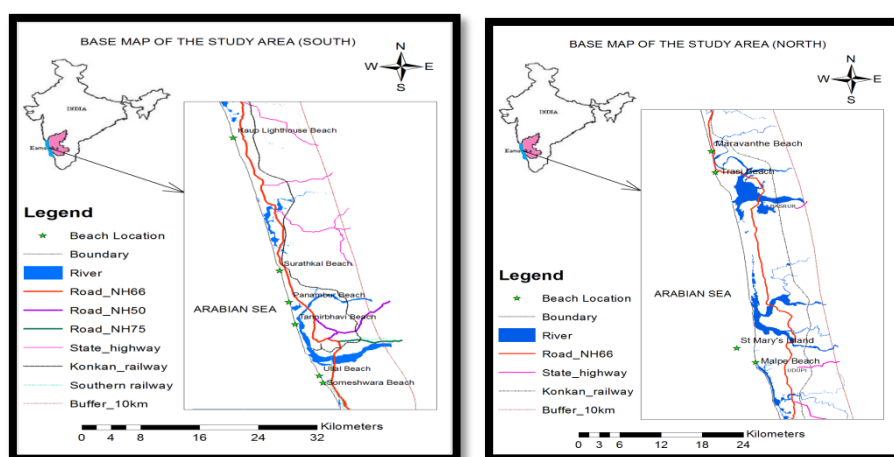 BASE MAP OF THE STUDY AREA (SOUTH)
N
W E
S
INDIA
Karnataka
Kaup Lighthouse Beach
Surathkal Beach
Panambur Beach
Tannirbhavi Beach
ARABIAN SEA
Ullal Beach
Someshwara Beach
Legend
Beach Location
Boundary
River
Road_NH66
Road_NH50
Road_NH75
State_highway
Konkan_railway
Southern railway
Buffer_10km
Kilometers
0 2 4 8 16 24 32
BASE MAP OF THE STUDY AREA (NORTH)
N
W E
S
INDIA
Karnataka
Maravanthe Beach
Trasi Beach
BASRUR
ARABIAN SEA
St Mary's Island
Malpe Beach
UDUPI
Legend
Beach Location
Boundary
River
Road_NH66
State_highway
Konkan_railway
Buffer_10km
Kilometers
0 3 6 12 18 24